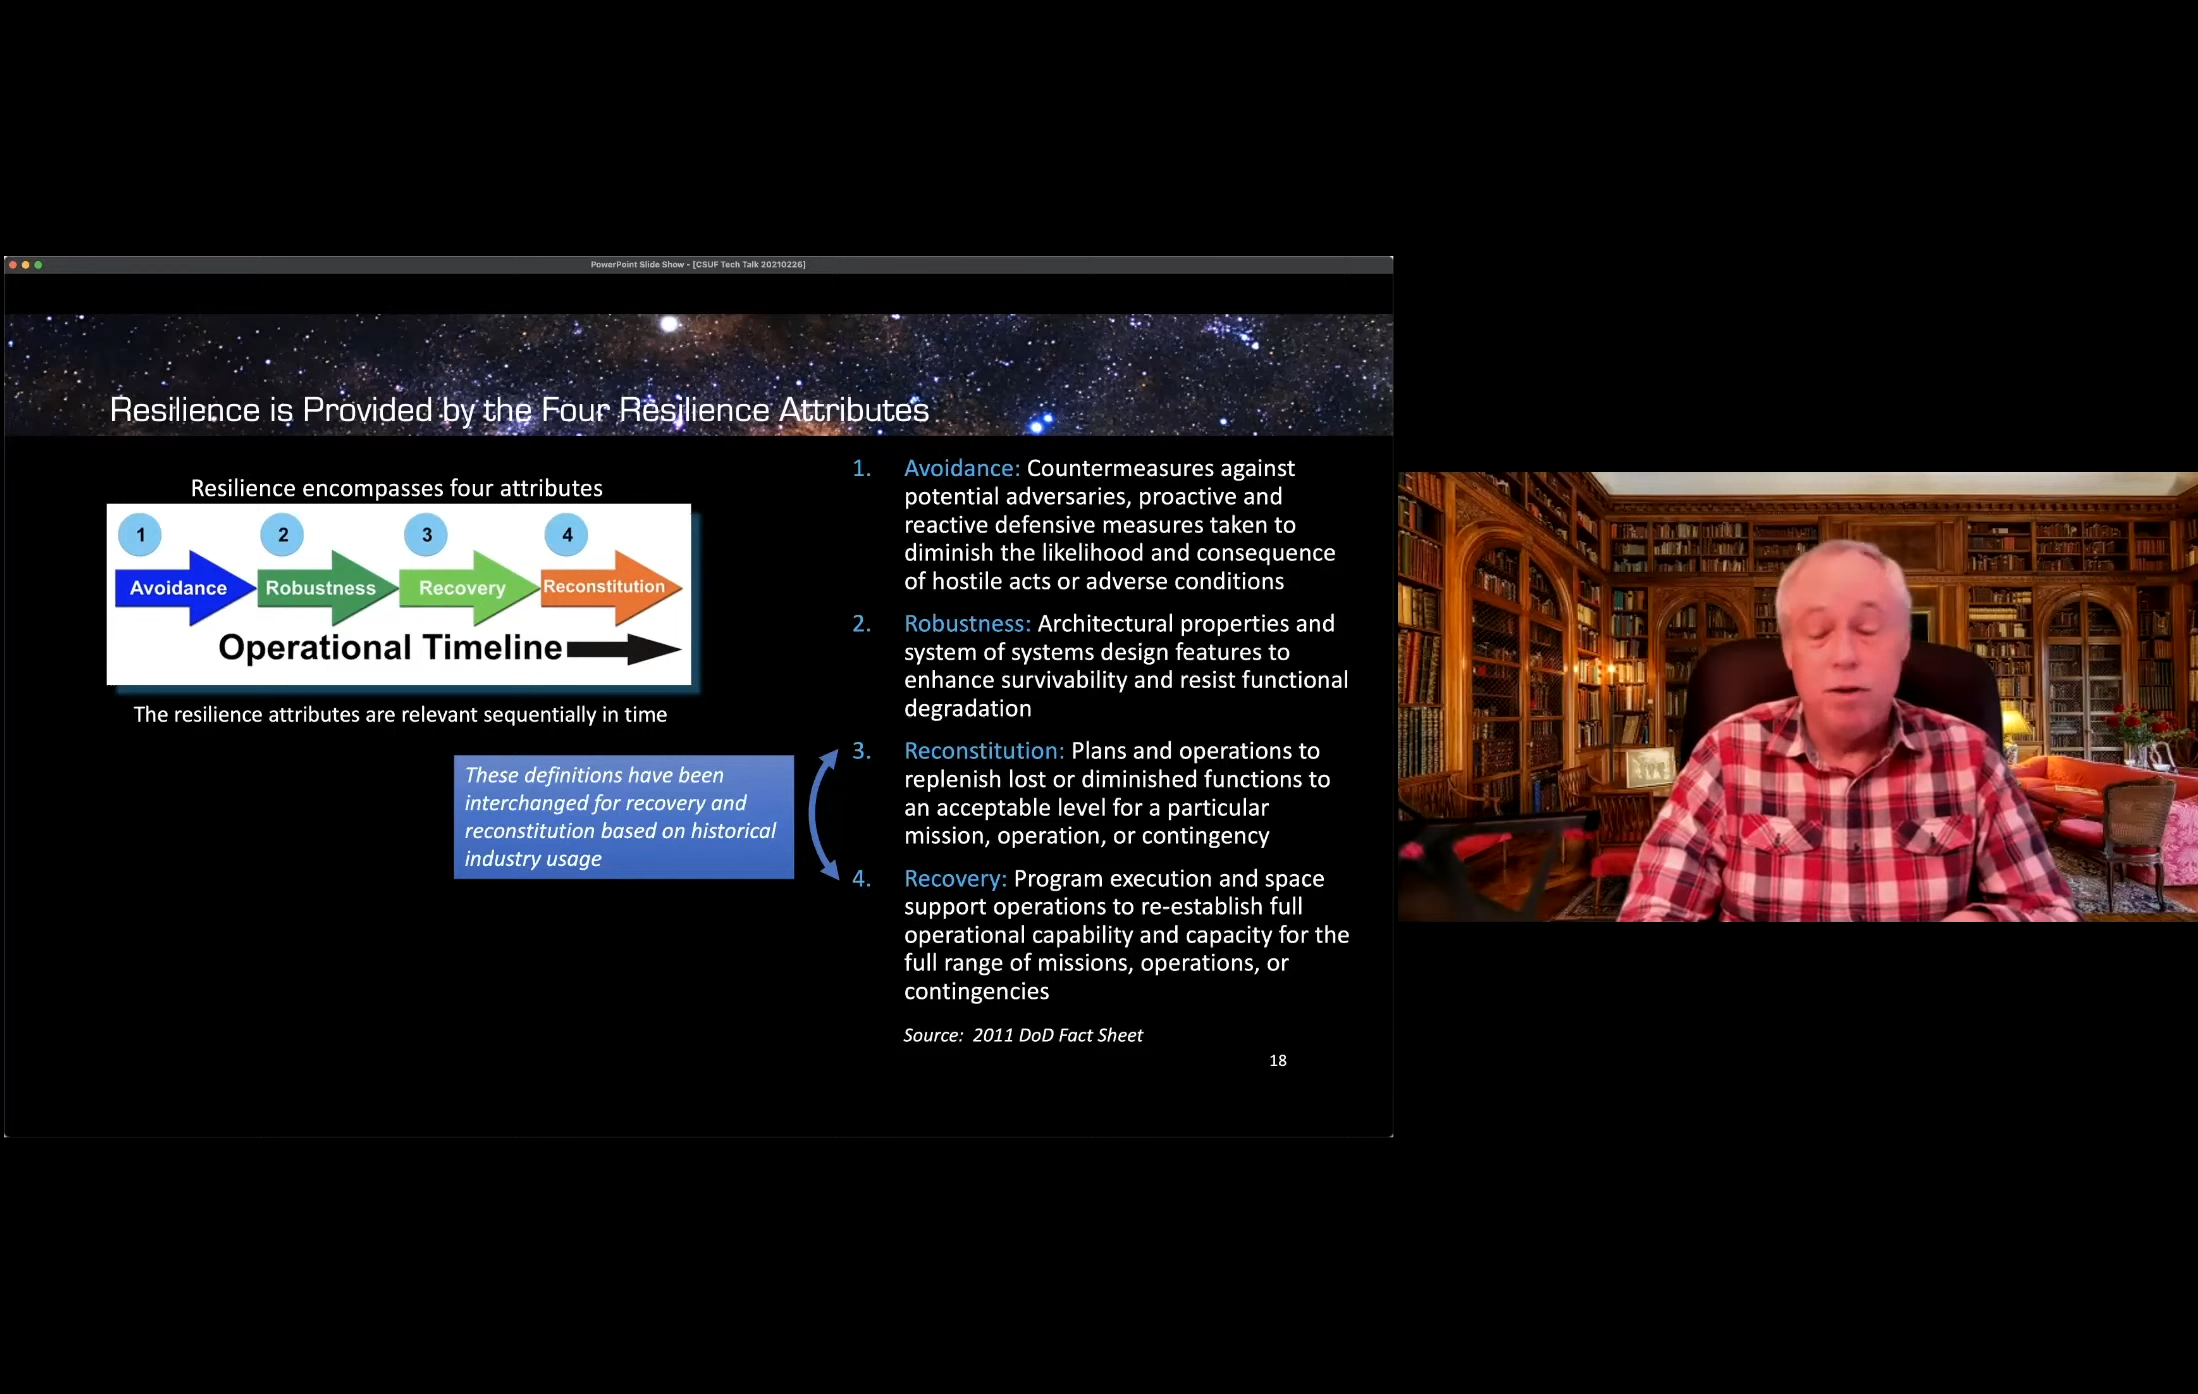 PowerPoint Slide Show - [CSUF Tech Talk 20210226]
Resilience is Provided by the Four Resilience Attributes
Resilience encompasses four attributes
1
2
3
4
Avoidance
Robustness
Recovery
Reconstitution
Operational Timeline
The resilience attributes are relevant sequentially in time
These definitions have been
interchanged for recovery and
reconstitution based on historical
industry usage
1. Avoidance: Countermeasures against
potential adversaries, proactive and
reactive defensive measures taken to
diminish the likelihood and consequence
of hostile acts or adverse conditions
2. Robustness: Architectural properties and
system of systems design features to
enhance survivability and resist functional
degradation
3. Reconstitution: Plans and operations to
replenish lost or diminished functions to
an acceptable level for a particular
mission, operation, or contingency
4. Recovery: Program execution and space
support operations to re-establish full
operational capability and capacity for the
full range of missions, operations, or
contingencies
Source: 2011 DoD Fact Sheet
18